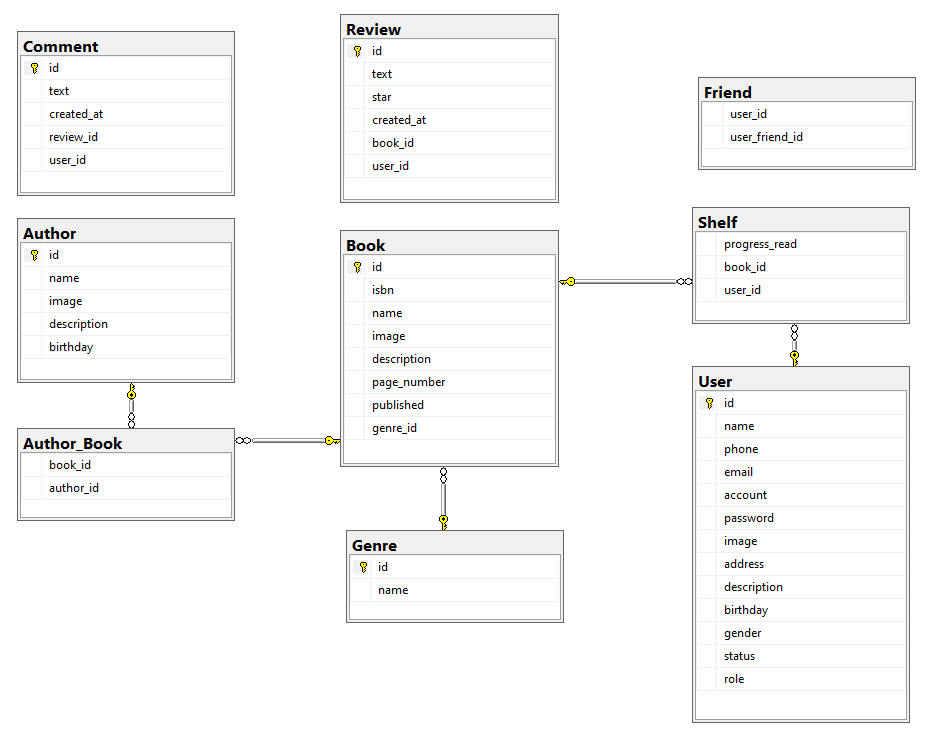 Comment
id
text
created_at
review_id
user_id
Review
id
text
star
created_at
book_id
user_id
Friend
user_id
user_friend_id
Author
id
name
image
description
birthday
Book
id
isbn
name
image
description
page_number
published
genre_id
Shelf
progress_read
book_id
user_id
Author_Book
book_id
author_id
Genre
id
name
User
id
name
phone
email
account
password
image
address
description
birthday
gender
status
role